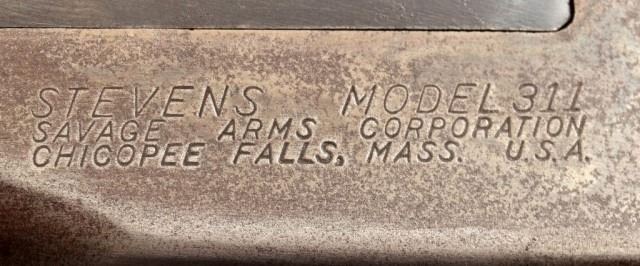 STEVENS MODEL 311
SAVAGE ARMS CORPORATION
CHICOPEE FALLS, MASS. U.S.A.